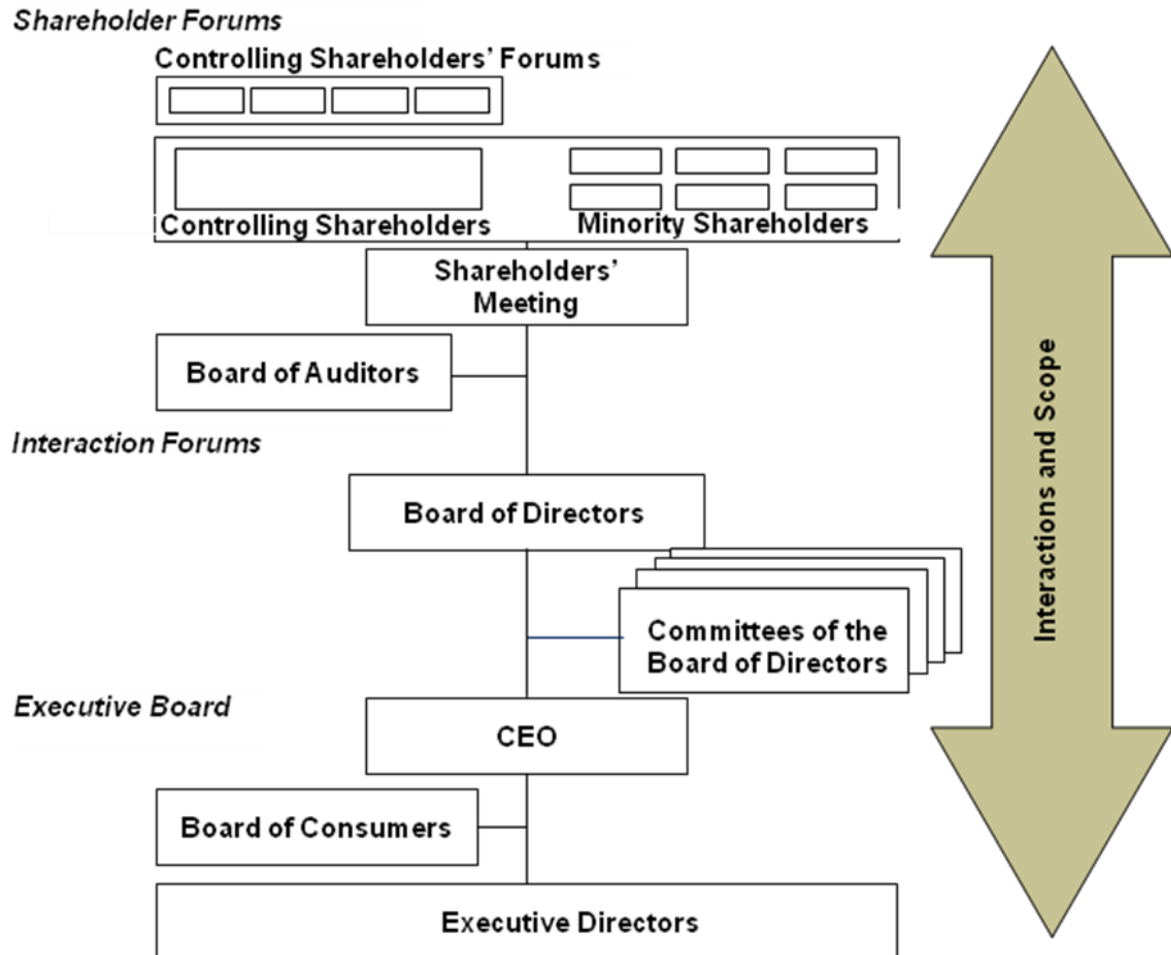 Shareholder Forums
Controlling Shareholders' Forums
Controlling Shareholders
Minority Shareholders
Shareholders'
Meeting
Board of Auditors
Interaction Forums
Board of Directors
Committees of the
Board of Directors
Executive Board
CEO
Board of Consumers
Executive Directors
Interactions and Scope